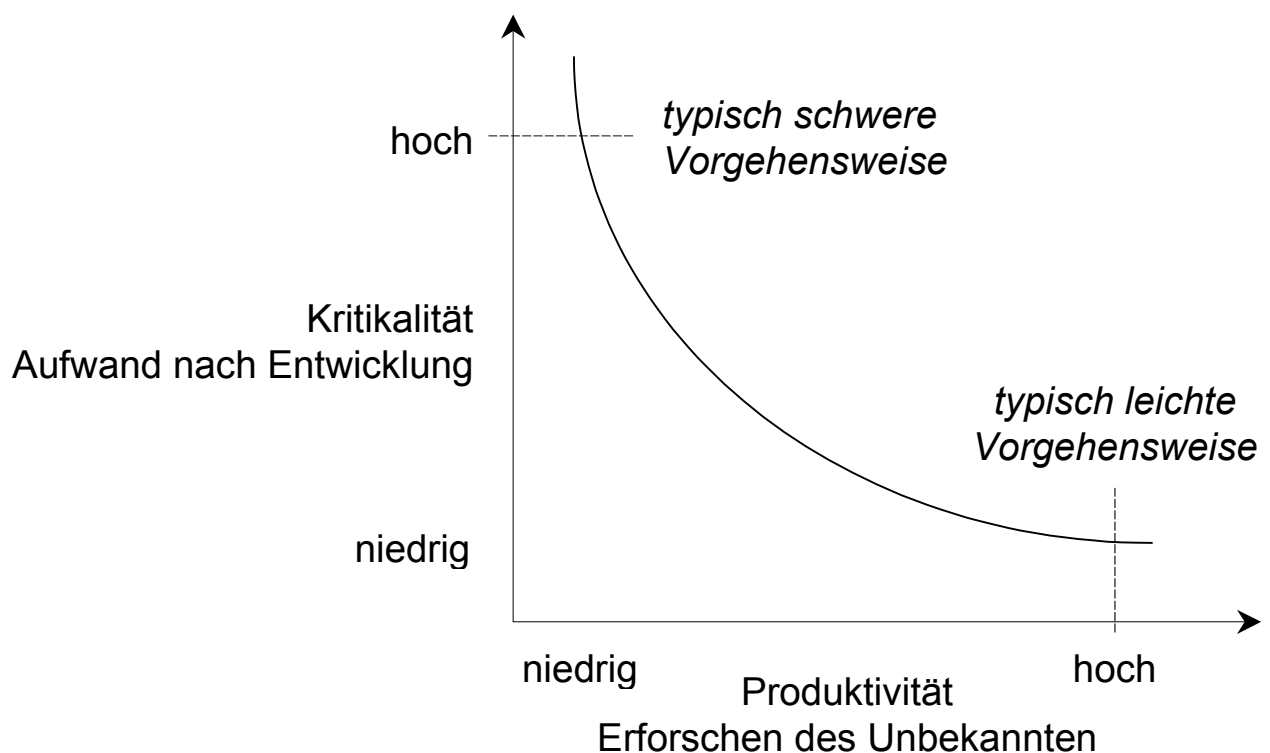 hoch
typisch schwere
Vorgehensweise
Kritikalität
Aufwand nach Entwicklung
typisch leichte
Vorgehensweise
niedrig
niedrig
hoch
Produktivität
Erforschen des Unbekannten